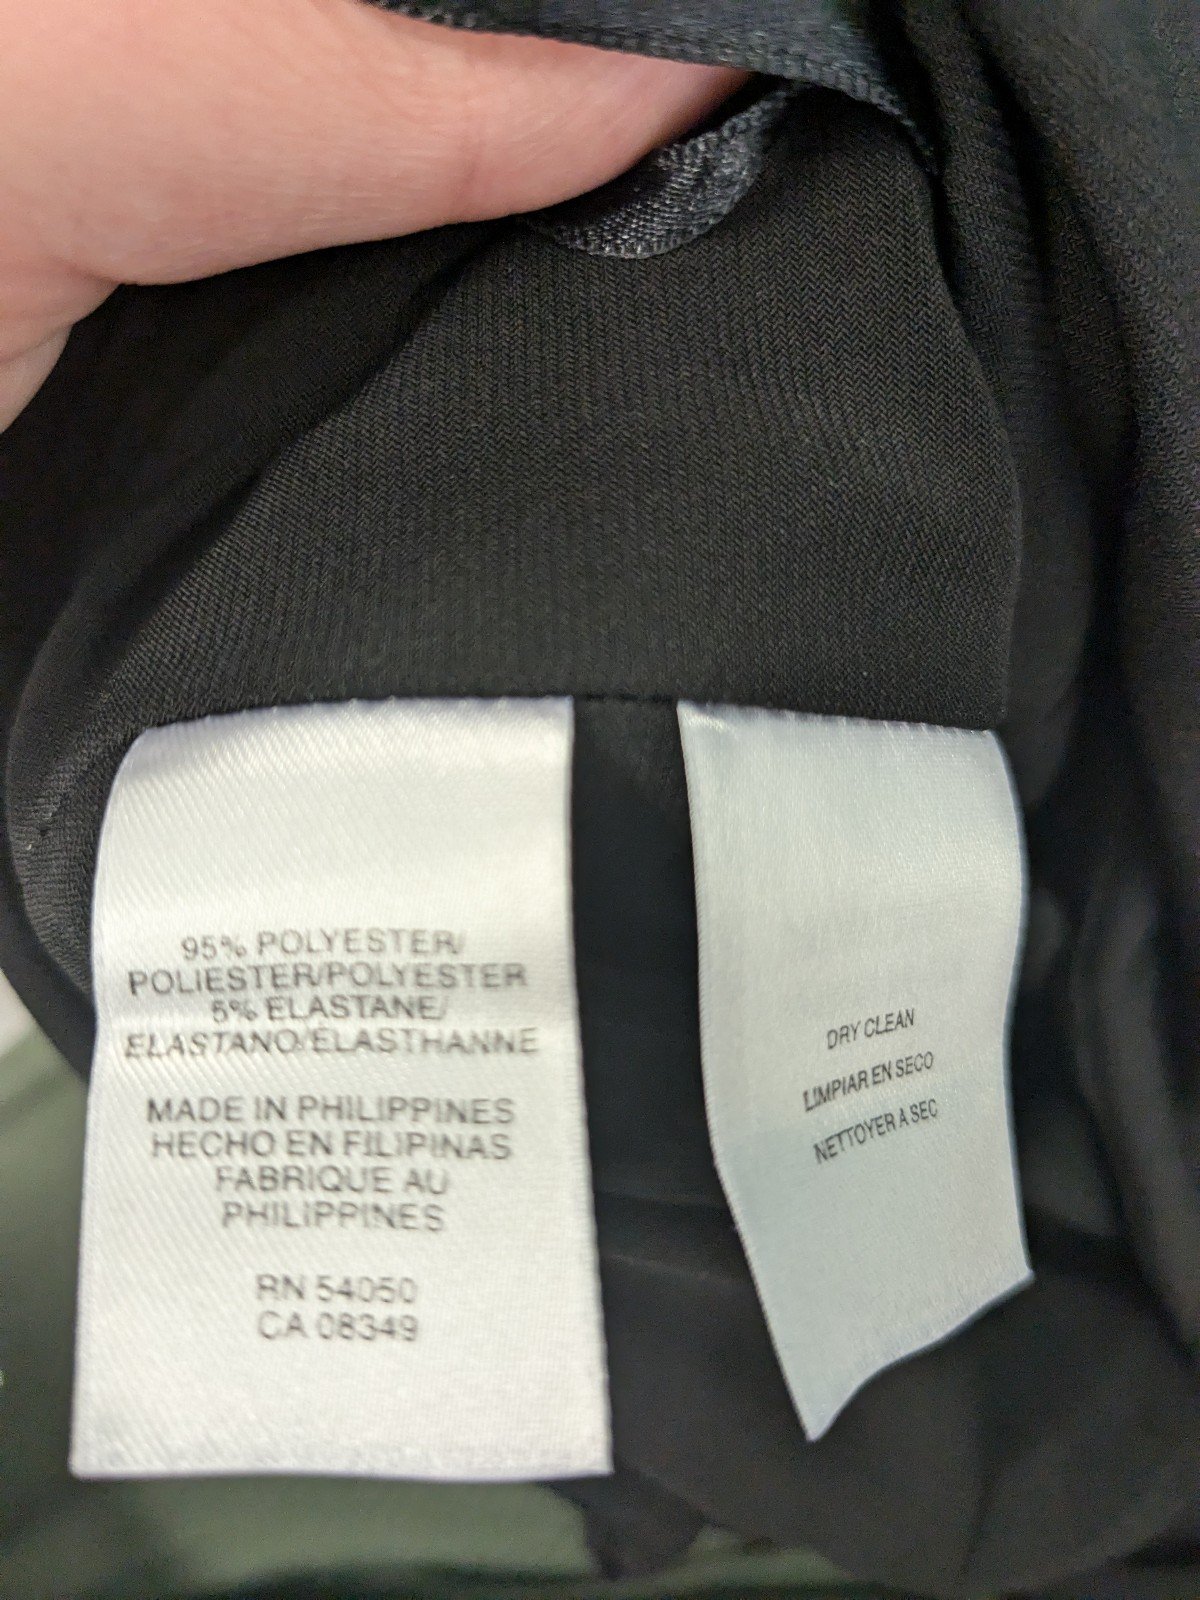 95% POLYESTER/
POLIESTER/POLYESTER
5% ELASTANE/
ELASTANO/ELASTHANNE
MADE IN PHILIPPINES
HECHO EN FILIPINAS
FABRIQUE AU
PHILIPPINES
RN 54050
CA 08349
DRY CLEAN
LIMPIAR EN SECO
NETTOYER A SEC